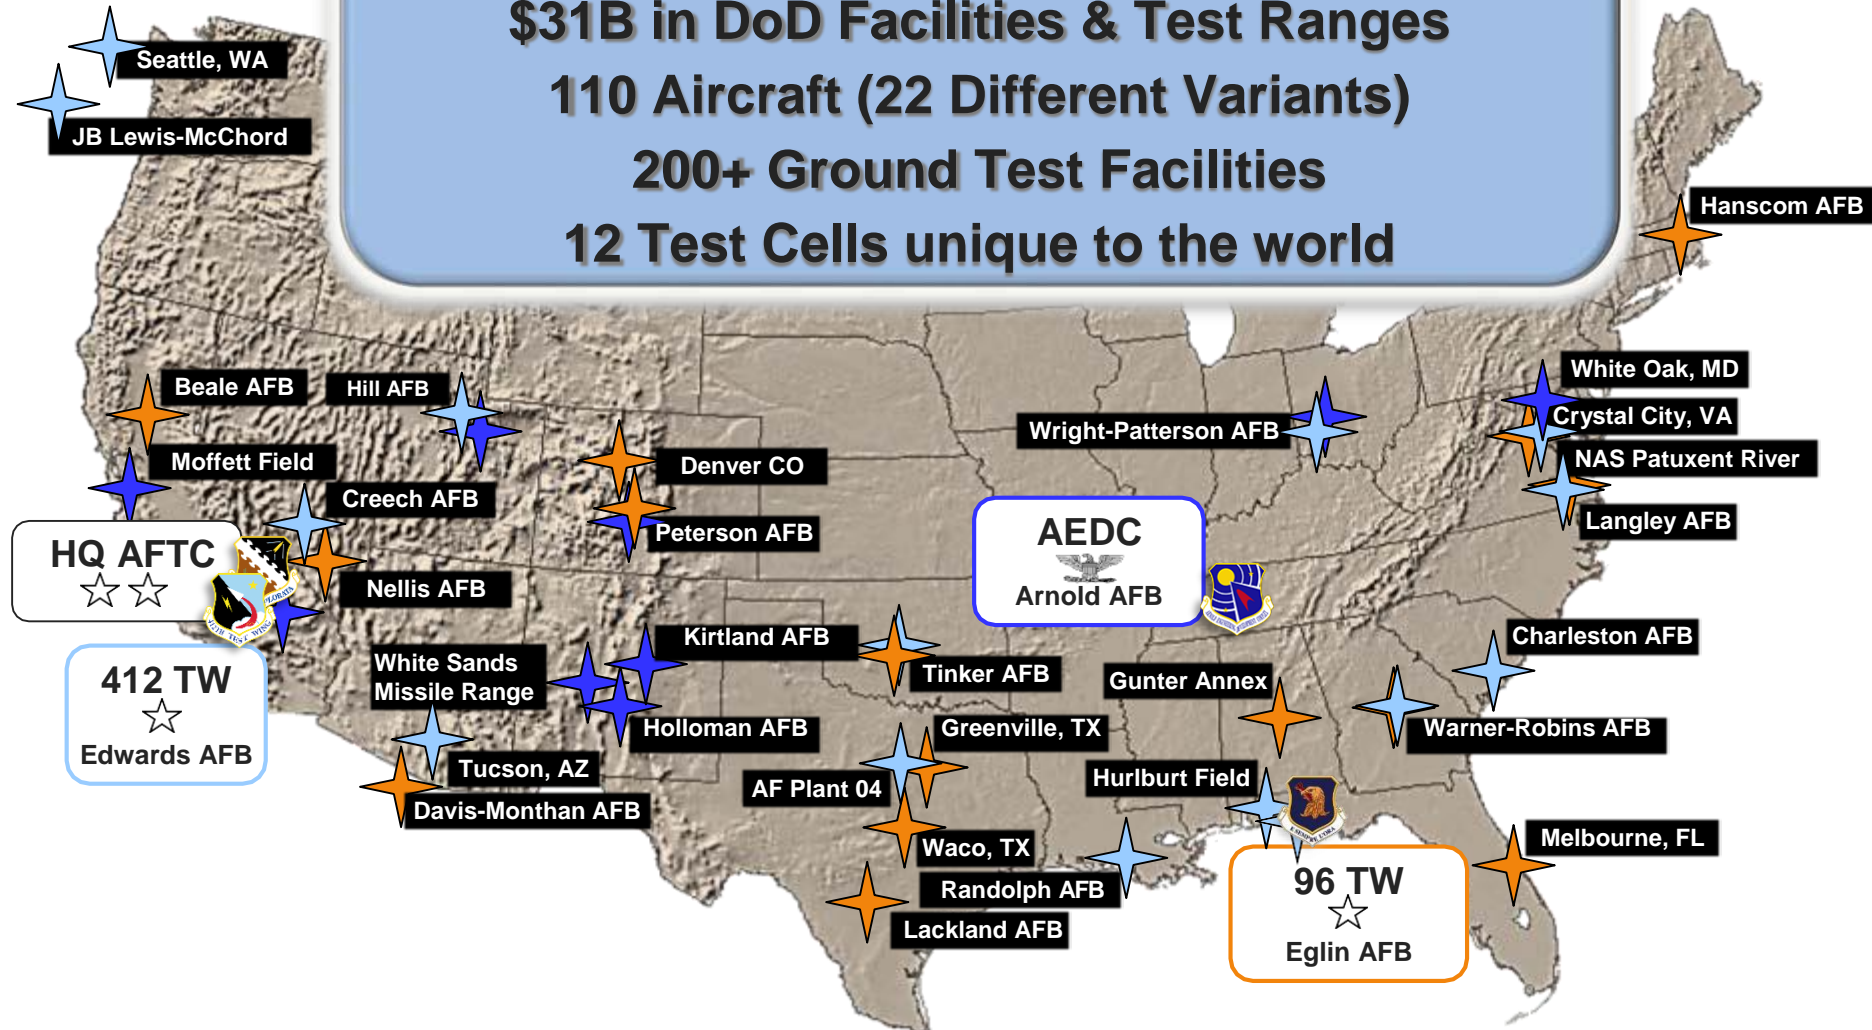 $31B in DoD Facilities & Test Ranges
110 Aircraft (22 Different Variants)
200+ Ground Test Facilities
12 Test Cells unique to the world
Seattle, WA
JB Lewis-McChord
Hanscom AFB
Beale AFB
Hill AFB
Moffett Field
Creech AFB
Denver CO
Peterson AFB
Wright-Patterson AFB
White Oak, MD
Crystal City, VA
NAS Patuxent River
Langley AFB
HQ AFTC
Nellis AFB
AEDC
Arnold AFB
412TH TEST WING
412 TW
Edwards AFB
White Sands
Missile Range
Kirtland AFB
Holloman AFB
Tinker AFB
Gunter Annex
Charleston AFB
Warner-Robins AFB
Tucson, AZ
Davis-Monthan AFB
Greenville, TX
AF Plant 04
Hurlburt Field
Waco, TX
Randolph AFB
Lackland AFB
Melbourne, FL
96 TW
Eglin AFB